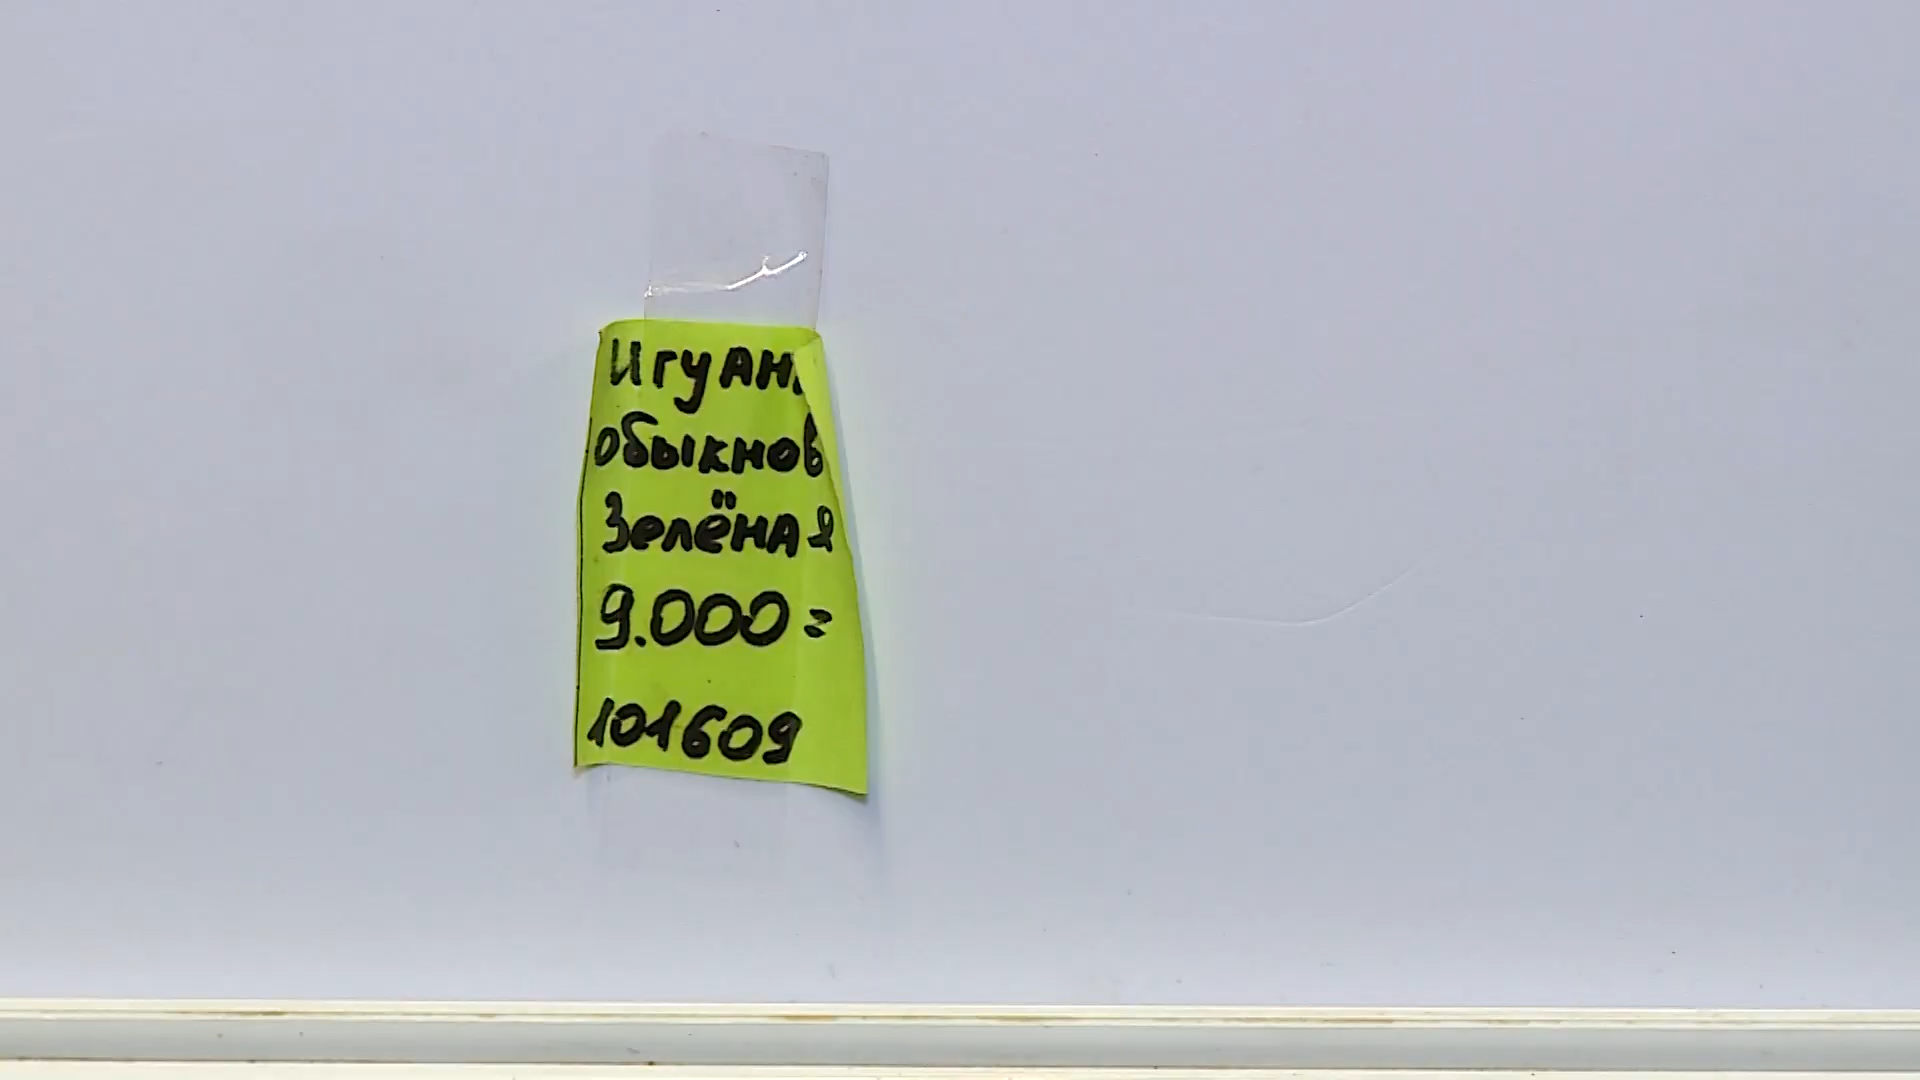 Игуан
обыкнов
Зелёная
9.000=
101609